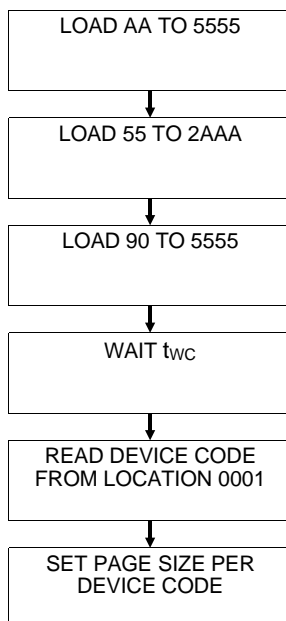 LOAD AA TO 5555
LOAD 55 TO 2AAA
LOAD 90 TO 5555
WAIT tWC
READ DEVICE CODE
FROM LOCATION 0001
SET PAGE SIZE PER
DEVICE CODE